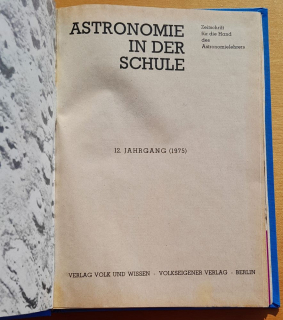 ASTRONOMIE
IN DER
SCHULE
Zeitschrift
für die Hand
des
Astronomielehrers
12. JAHRGANG (1975)
VERLAG VOLK UND WISSEN · VOLKSEIGENER VERLAG · BERLIN